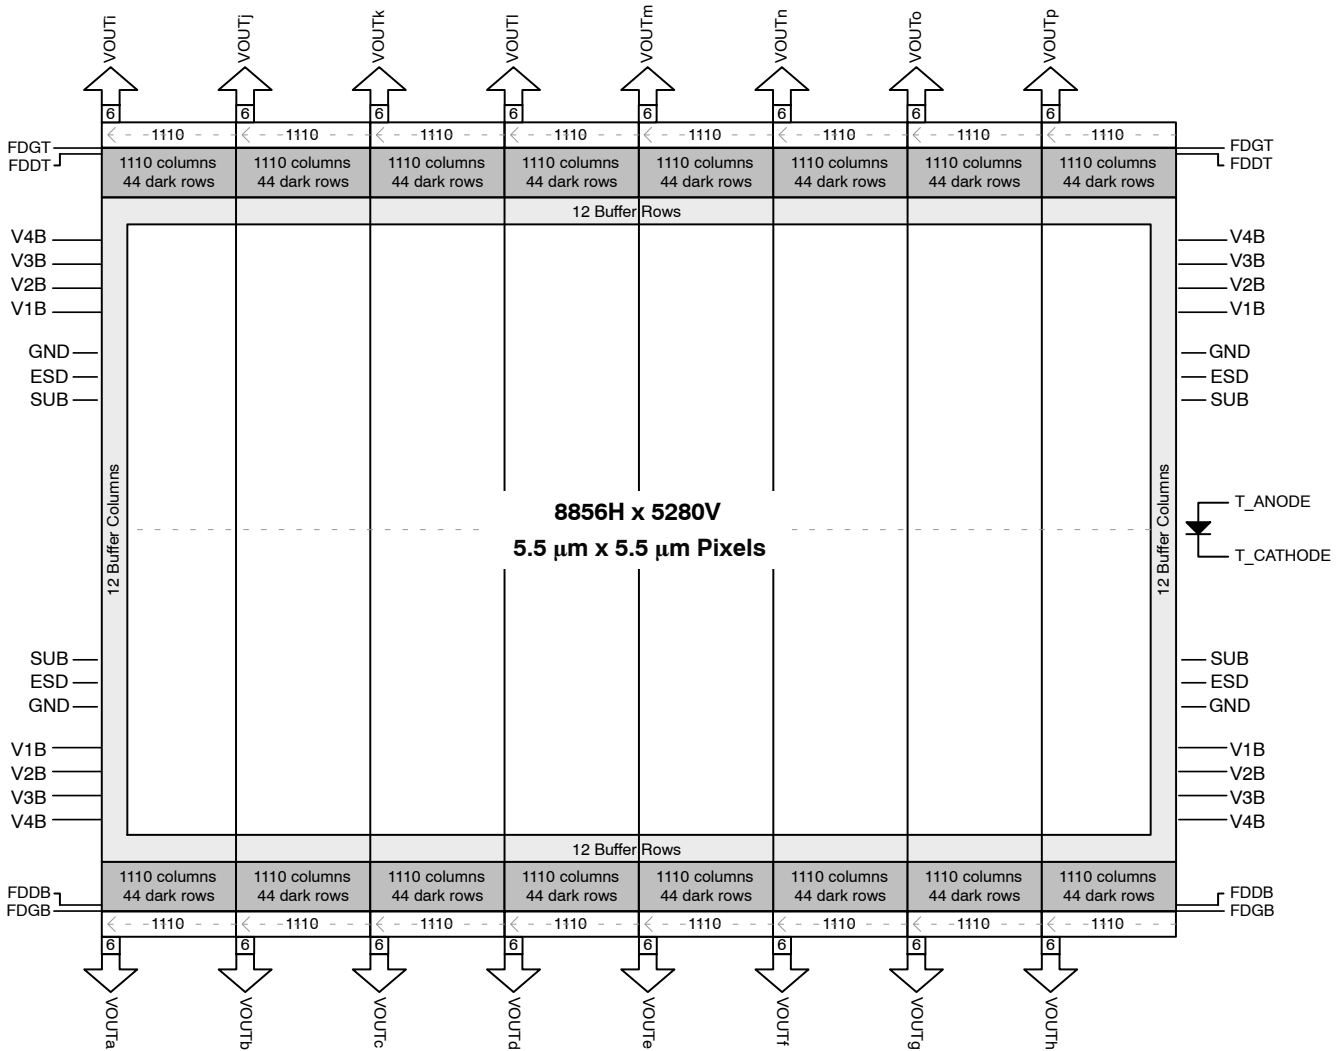 VOUTi VOUTj VOUTk VOUTl VOUTm VOUTn VOUTo VOUTp
6 6 6 6 6 6 6 6
1110 1110 1110 1110 1110 1110 1110 1110
FDGT FDGT
FDDT FDDT
1110 columns 1110 columns 1110 columns 1110 columns 1110 columns 1110 columns 1110 columns 1110 columns
44 dark rows 44 dark rows 44 dark rows 44 dark rows 44 dark rows 44 dark rows 44 dark rows 44 dark rows
12 Buffer Rows
V4B V4B
V3B V3B
V2B V2B
V1B V1B
GND GND
ESD ESD
SUB SUB
12 Buffer Columns
8856H x 5280V
5.5 μm x 5.5 μm Pixels
12 Buffer Columns
T_ANODE
T_CATHODE
SUB SUB
ESD ESD
GND GND
V1B V1B
V2B V2B
V3B V3B
V4B V4B
12 Buffer Rows
1110 columns 1110 columns 1110 columns 1110 columns 1110 columns 1110 columns 1110 columns 1110 columns
44 dark rows 44 dark rows 44 dark rows 44 dark rows 44 dark rows 44 dark rows 44 dark rows 44 dark rows
FDDB FDDB
FDGB FDGB
1110 1110 1110 1110 1110 1110 1110 1110
6 6 6 6 6 6 6 6
VOUTa VOUTb VOUTc VOUTd VOUTe VOUTf VOUTg VOUTh